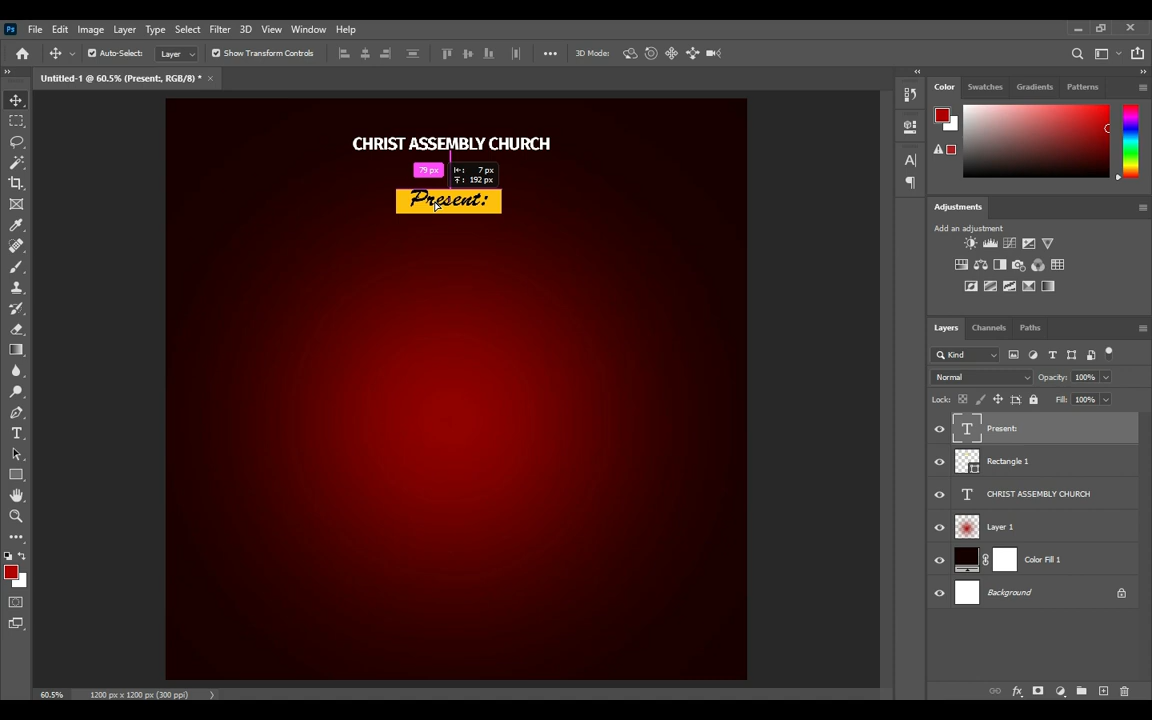 Ps File Edit Image Layer Type Select Filter 3D View Window Help
Auto-Select: Layer Show Transform Controls 3D Mode:
Untitled-1 @ 60.5% (Present:, RGB/8) *
Color Swatches Gradients Patterns
CHRIST ASSEMBLY CHURCH
79 px
7 px
192 px
Present:
Adjustments
Add an adjustment
Layers Channels Paths
Kind
Normal Opacity: 100%
Lock: Fill: 100%
Present:
Rectangle 1
CHRIST ASSEMBLY CHURCH
Layer 1
Color Fill 1
Background
60.5% 1200 px x 1200 px (300 ppi)